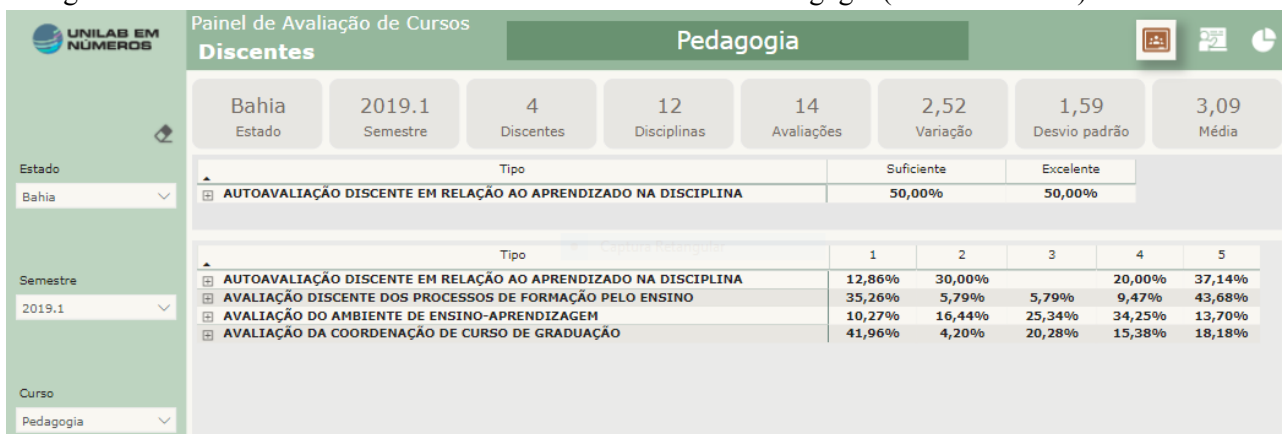 UNILAB EM
NÚMEROS
Painel de Avaliação de Cursos
Discentes
Pedagogia
Bahia
Estado
2019.1
Semestre
4
Discentes
12
Disciplinas
14
Avaliações
2,52
Variação
1,59
Desvio padrão
3,09
Média
Estado
Bahia
Semestre
2019.1
Curso
Pedagogia
Tipo Suficiente Excelente
AUTOAVALIAÇÃO DISCENTE EM RELAÇÃO AO APRENDIZADO NA DISCIPLINA 50,00% 50,00%
Captura Retangular
Tipo 1 2 3 4 5
AUTOAVALIAÇÃO DISCENTE EM RELAÇÃO AO APRENDIZADO NA DISCIPLINA 12,86% 30,00% 20,00% 37,14%
AVALIAÇÃO DISCENTE DOS PROCESSOS DE FORMAÇÃO PELO ENSINO 35,26% 5,79% 5,79% 9,47% 43,68%
AVALIAÇÃO DO AMBIENTE DE ENSINO-APRENDIZAGEM 10,27% 16,44% 25,34% 34,25% 13,70%
AVALIAÇÃO DA COORDENAÇÃO DE CURSO DE GRADUAÇÃO 41,96% 4,20% 20,28% 15,38% 18,18%